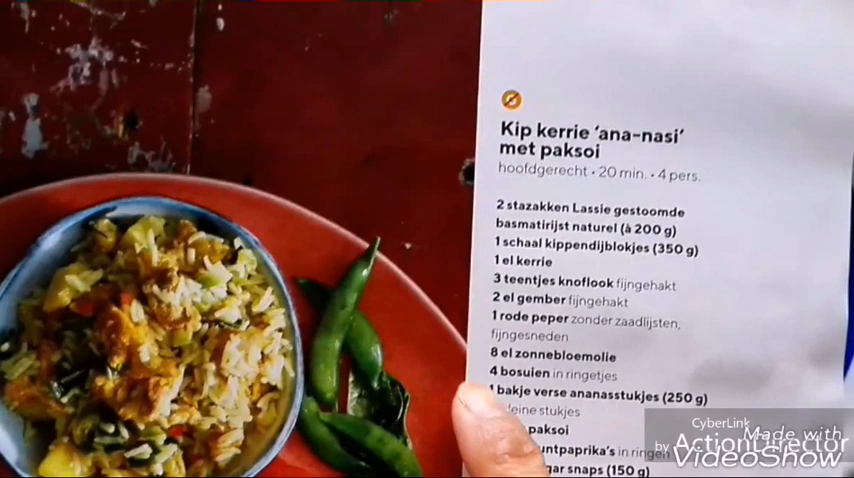 Kip kerrie ‘ana-nasi’
met paksoi
hoofdgerecht • 20 min. • 4 pers.
2 stazakken Lassie gestoomde
basmatirijst naturel (à 200 g)
1 schaal kippendijblokjes (350 g)
1 el kerrie
3 teentjes knoflook fijngehakt
2 el gember fijngehakt
1 rode peper zonder zaadlijsten,
fijngesneden
8 el zonnebloemolie
4 bosuien in ringetjes
1 bakje verse ananasstukjes (250 g)
kleine stukjes
paksoi
untpaprika's in ringen
gar snaps (150 g)
CyberLink
by ActionDirector
Made with
VideoShow